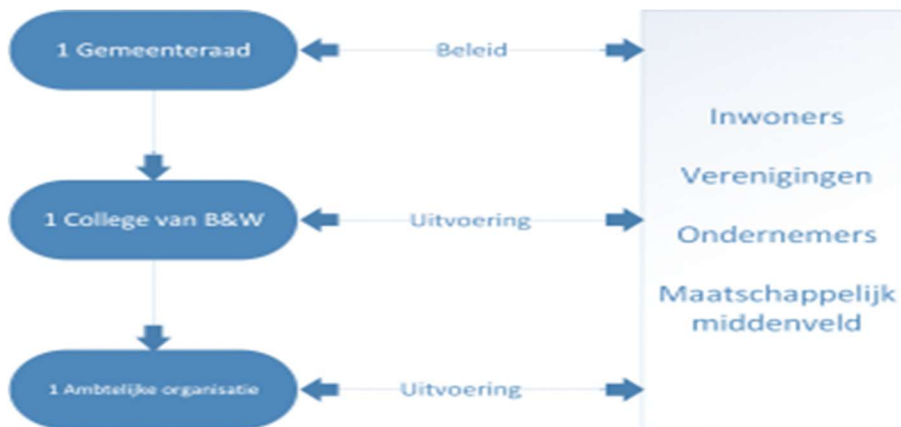 1 Gemeenteraad
Beleid
Inwoners
Verenigingen
1 College van B&W
Uitvoering
Ondernemers
Maatschappelijk
middenveld
1 Ambtelijke organisatie
Uitvoering